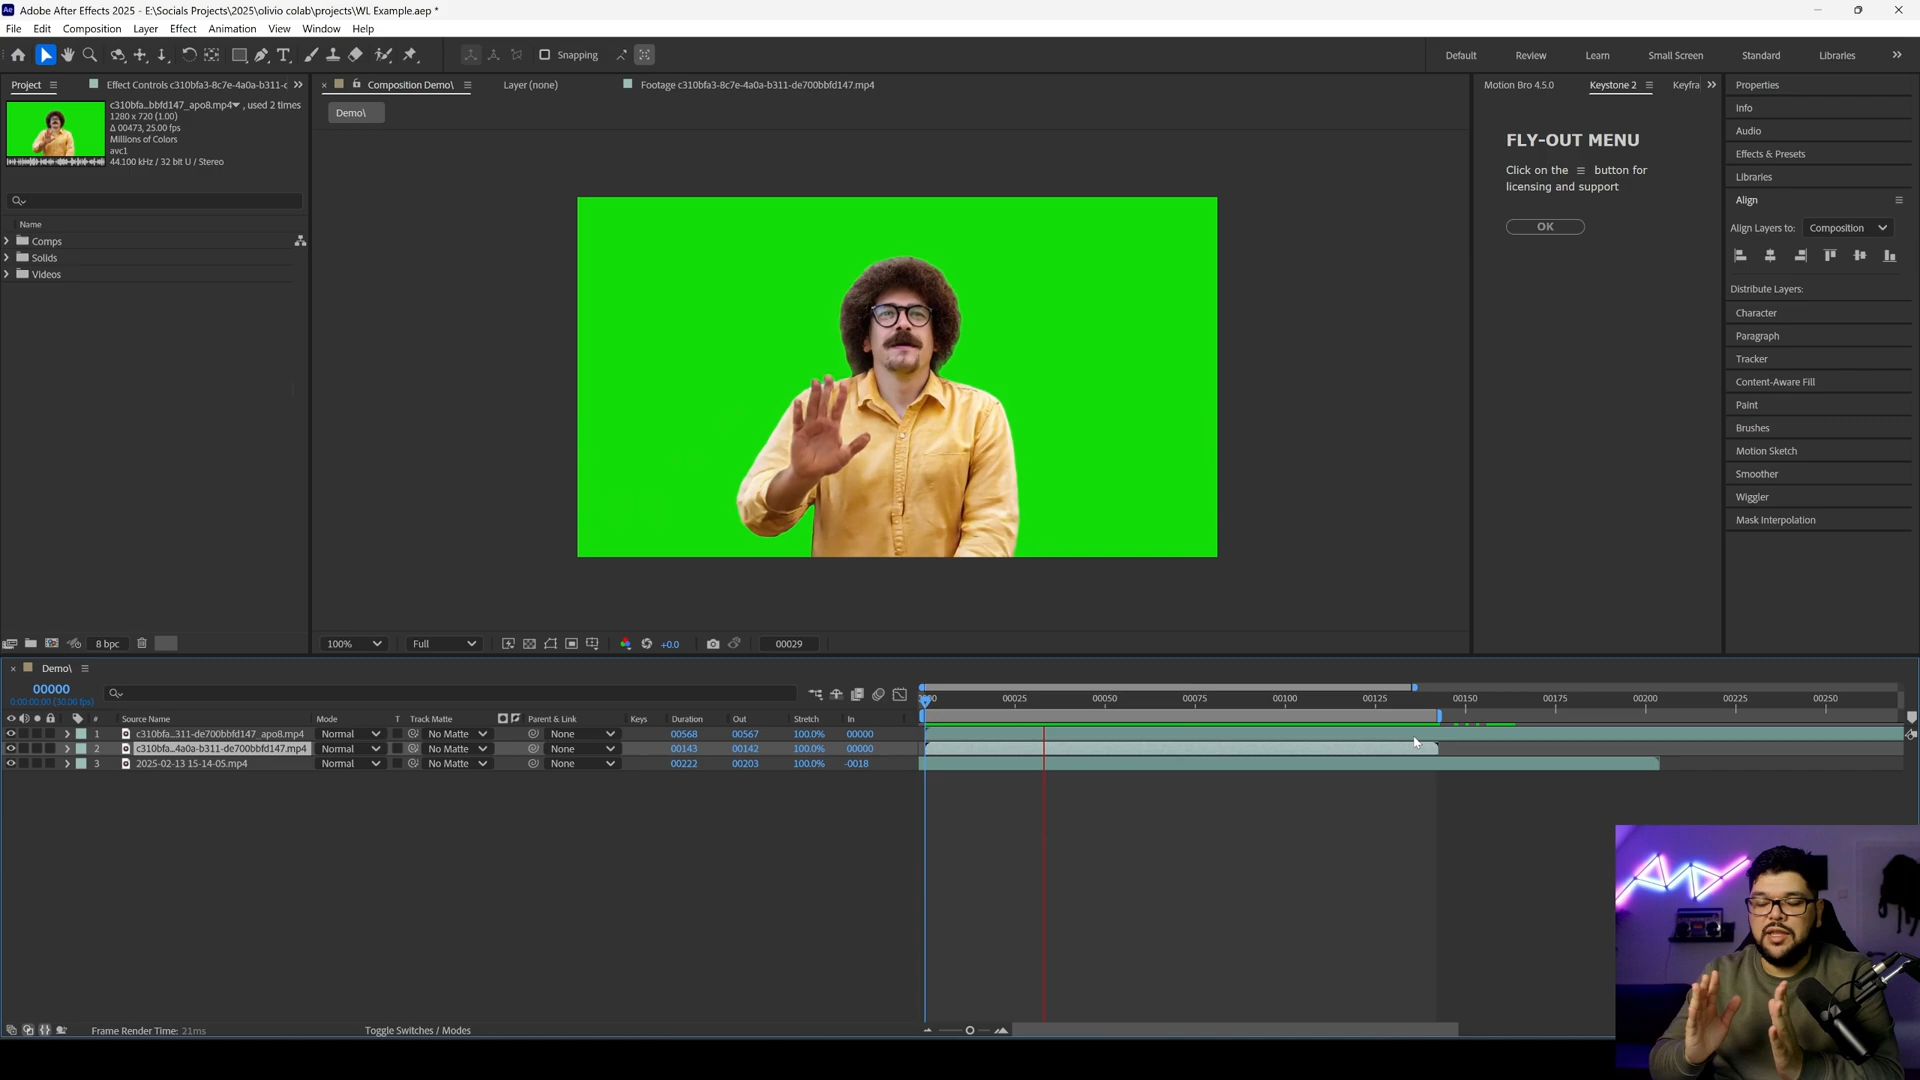 Adobe After Effects 2025 - E:\Socials Projects\2025\olivio colab\projects\WL Example.aep *
File Edit Composition Layer Effect Animation View Window Help
Snapping Default Review Learn Small Screen Standard Libraries
Project Effect Controls c310bfa3-8c7e-4a0a-b311-c Composition Demo\ Layer (none) Footage c310bfa3-8c7e-4a0a-b311-de700bbfd147.mp4 Motion Bro 4.5.0 Keystone 2 Keyfra Properties
c310bfa..bbfd147_apo8.mp4 , used 2 times
1280 x 720 (1.00)
Δ 00473, 25.00 fps
Millions of Colors
avc1
44.100 kHz / 32 bit U / Stereo
Name
Comps
Solids
Videos
8 bpc
Demo\
100% Full +0.0 00029
FLY-OUT MENU
Click on the ≡ button for
licensing and support
OK
Info
Audio
Effects & Presets
Libraries
Align
Align Layers to: Composition
Distribute Layers:
Character
Paragraph
Tracker
Content-Aware Fill
Paint
Brushes
Motion Sketch
Smoother
Wiggler
Mask Interpolation
Demo\
00000
0:00:00:00 (30.00 fps)
00025 00050 00075 00100 00125 00150 00175 00200 00225 00250
# Source Name Mode T Track Matte Parent & Link Keys Duration Out Stretch In
1 c310bfa...311-de700bbfd147_apo8.mp4 Normal No Matte None 00568 00567 100.0% 00000
2 c310bfa...4a0a-b311-de700bbfd147.mp4 Normal No Matte None 00143 00142 100.0% 00000
3 2025-02-13 15-14-05.mp4 Normal No Matte None 00222 00203 100.0% -0018
Frame Render Time: 21ms Toggle Switches / Modes